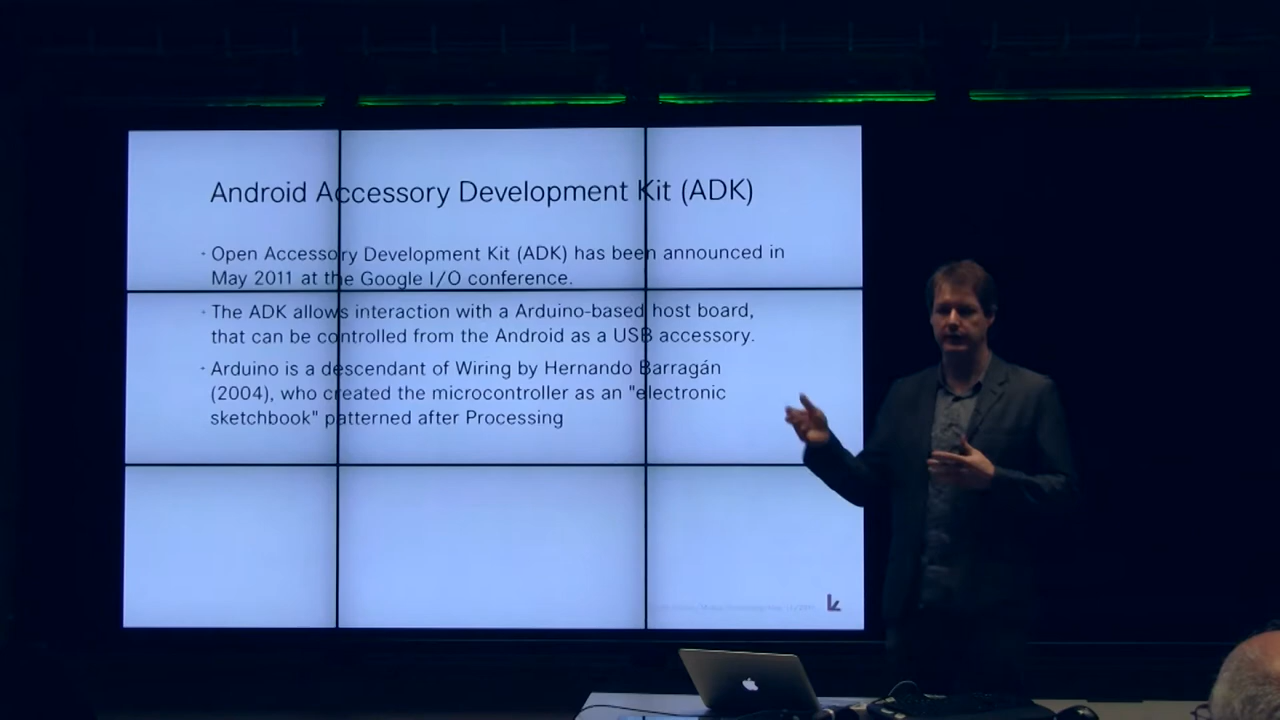 Android Accessory Development Kit (ADK)
· Open Accessory Development Kit (ADK) has been announced in
May 2011 at the Google I/O conference.
· The ADK allows interaction with a Arduino-based host board,
that can be controlled from the Android as a USB accessory.
· Arduino is a descendant of Wiring by Hernando Barragán
(2004), who created the microcontroller as an "electronic
sketchbook" patterned after Processing